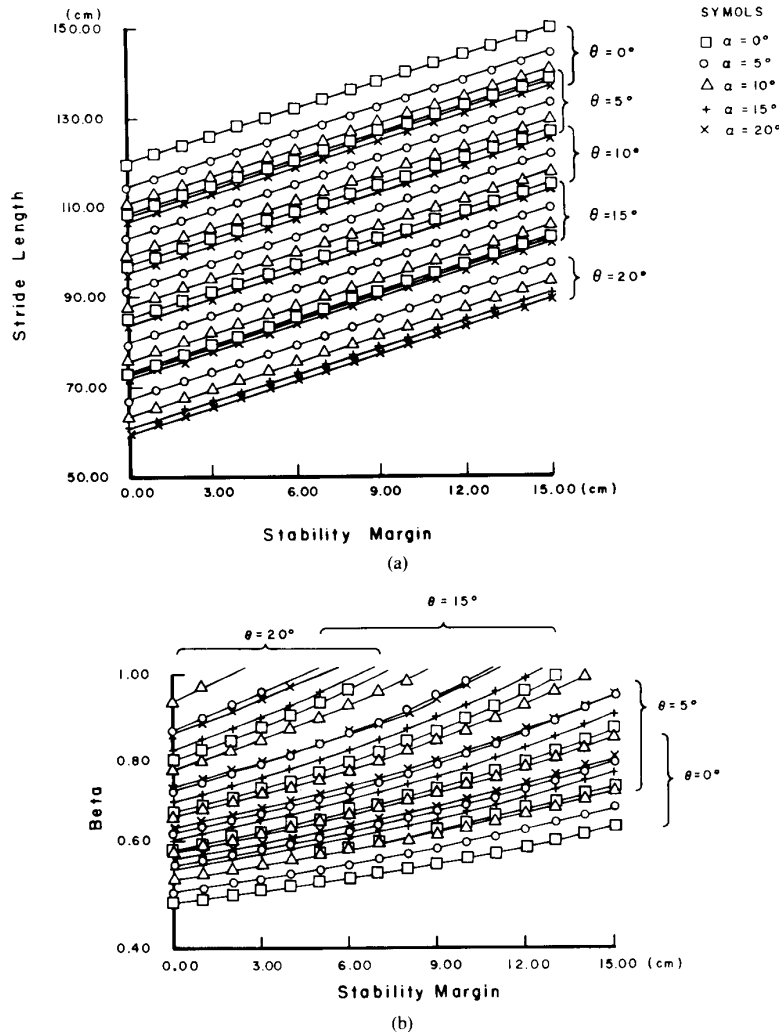 (cm)
150.00
130.00
110.00
90.00
70.00
50.00
Stride Length
0.00 3.00 6.00 9.00 12.00 15.00 (cm)
Stability Margin
(a)
θ = 0°
θ = 5°
θ = 10°
θ = 15°
θ = 20°
SYMOLS
□ α = 0°
○ α = 5°
△ α = 10°
+ α = 15°
× α = 20°
θ = 20°
θ = 15°
1.00
0.80
0.60
0.40
Beta
θ = 5°
θ = 0°
0.00 3.00 6.00 9.00 12.00 15.00 (cm)
Stability Margin
(b)